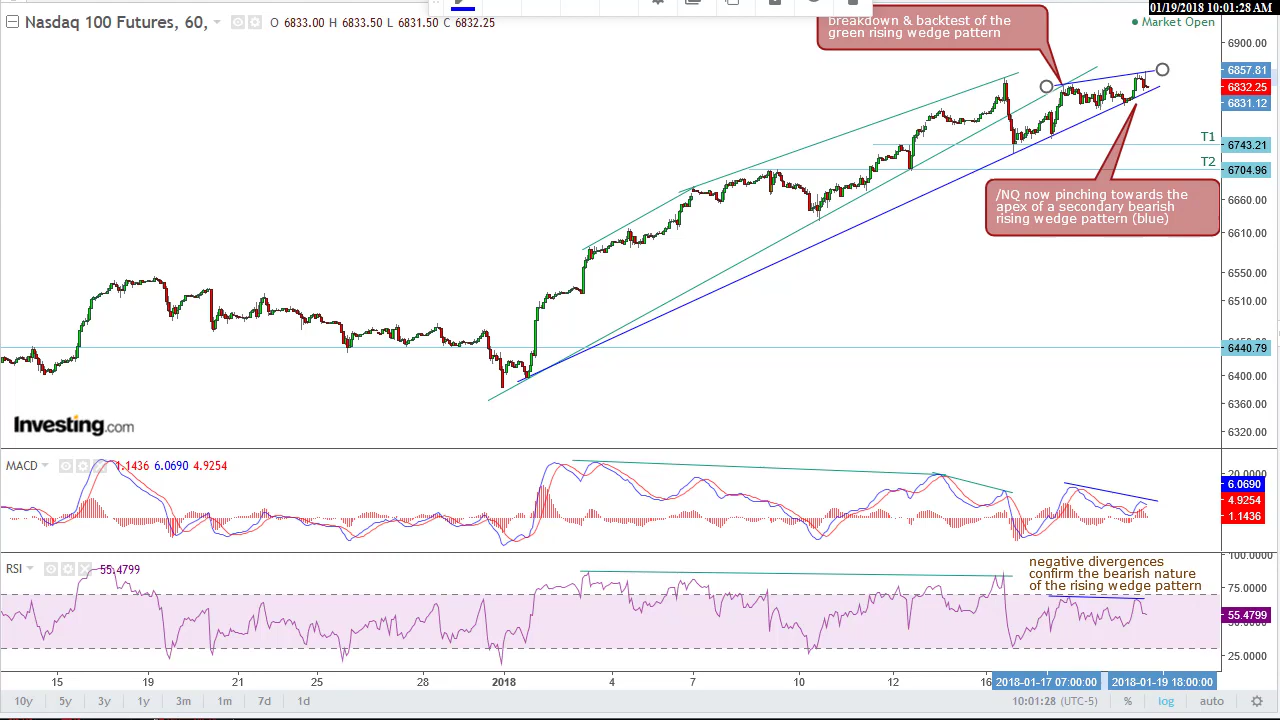 01/19/2018 10:01:28 AM
Nasdaq 100 Futures, 60, O 6833.00 H 6833.50 L 6831.50 C 6832.25
Market Open
breakdown & backtest of the
green rising wedge pattern
6900.00
6857.81
6832.25
6831.12
T1
6743.21
T2
6704.96
/NQ now pinching towards the
apex of a secondary bearish
rising wedge pattern (blue)
6660.00
6610.00
6550.00
6510.00
6440.79
6400.00
6360.00
6320.00
Investing.com
MACD 1.1436 6.0690 4.9254
20.0000
6.0690
4.9254
1.1436
RSI 55.4799
100.0000
negative divergences
confirm the bearish nature
of the rising wedge pattern
75.0000
55.4799
50.0000
25.0000
15 19 21 25 28 2018 4 7 10 12 16 2018-01-17 07:00:00 2018-01-19 18:00:00
10y 5y 3y 1y 3m 1m 7d 1d 10:01:28 (UTC-5) % log auto